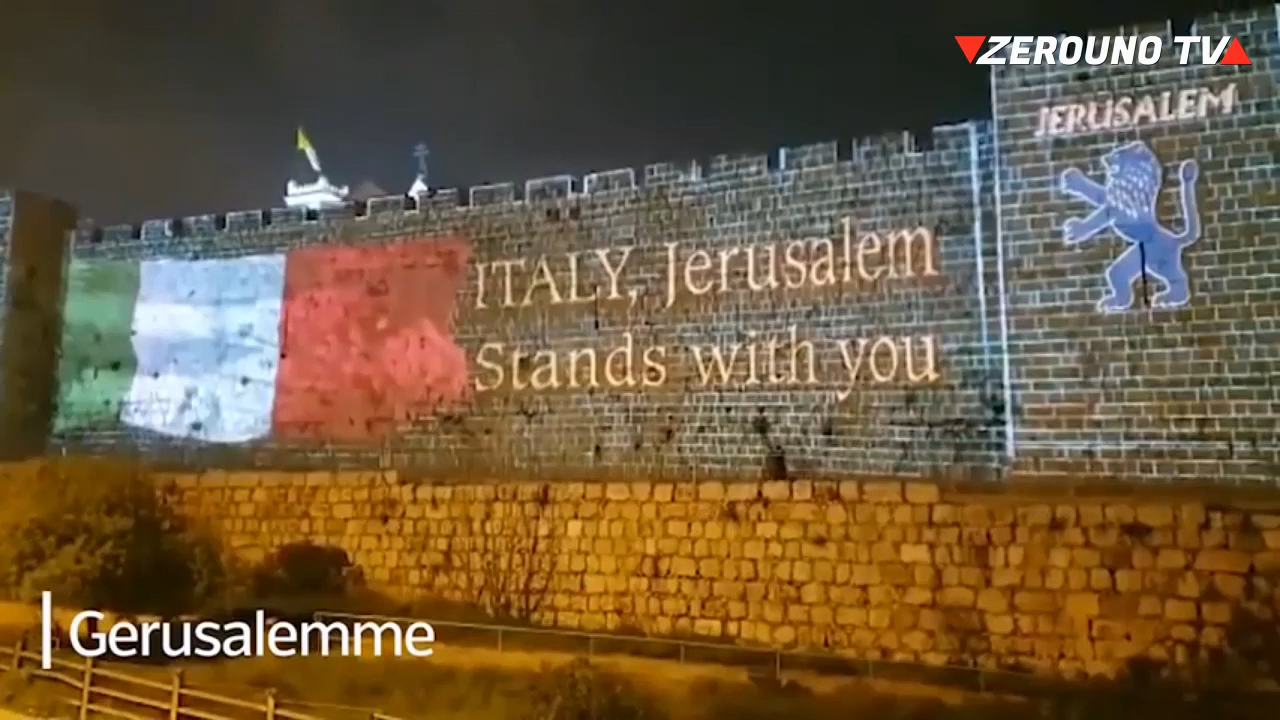 ZEROUNO TV
JERUSALEM
ITALY, Jerusalem
Stands with you
Gerusalemme